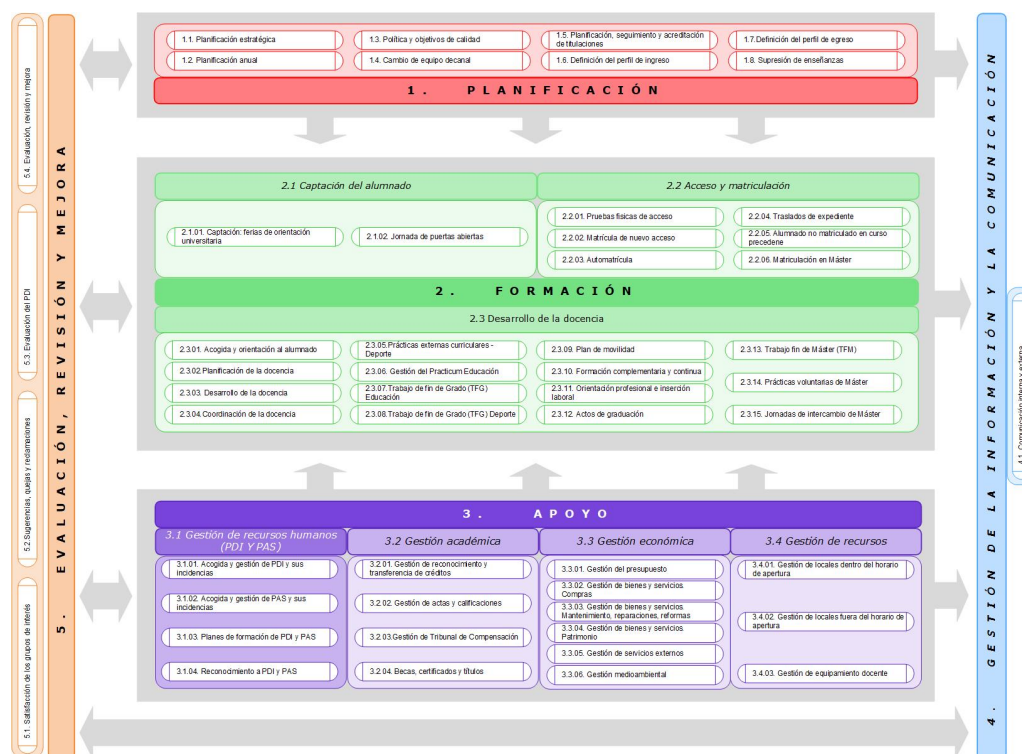 1.1. Planificación estratégica
1.2. Planificación anual
1.3. Política y objetivos de calidad
1.4. Cambio de equipo decanal
1.5. Planificación, seguimiento y acreditación
de titulaciones
1.6. Definición del perfil de ingreso
1.7.Definición del perfil de egreso
1.8. Supresión de enseñanzas
1. PLANIFICACIÓN
2.1 Captación del alumnado
2.1.01. Captación: ferias de orientación
universitaria
2.1.02. Jornada de puertas abiertas
2.2 Acceso y matriculación
2.2.01. Pruebas físicas de acceso
2.2.02. Matrícula de nuevo acceso
2.2.03. Automatrícula
2.2.04. Traslados de expediente
2.2.05. Alumnado no matriculado en curso
precedene
2.2.06. Matriculación en Máster
2. FORMACIÓN
2.3 Desarrollo de la docencia
2.3.01. Acogida y orientación al alumnado
2.3.02 Planificación de la docencia
2.3.03. Desarrollo de la docencia
2.3.04. Coordinación de la docencia
2.3.05.Prácticas externas curriculares -
Deporte
2.3.06. Gestión del Practicum Educación
2.3.07.Trabajo de fin de Grado (TFG)
Educación
2.3.08.Trabajo de fin de Grado (TFG) Deporte
2.3.09. Plan de movilidad
2.3.10. Formación complementaria y continua
2.3.11. Orientación profesional e inserción
laboral
2.3.12. Actos de graduación
2.3.13. Trabajo fin de Máster (TFM)
2.3.14. Prácticas voluntarias de Máster
2.3.15. Jornadas de intercambio de Máster
3. APOYO
3.1 Gestión de recursos humanos
(PDI Y PAS)
3.1.01. Acogida y gestión de PDI y sus
incidencias
3.1.02. Acogida y gestión de PAS y sus
incidencias
3.1.03. Planes de formación de PDI y PAS
3.1.04. Reconocimiento a PDI y PAS
3.2 Gestión académica
3.2.01. Gestión de reconocimiento y
transferencia de créditos
3.2.02. Gestión de actas y calificaciones
3.2.03.Gestión de Tribunal de Compensación
3.2.04. Becas, certificados y títulos
3.3 Gestión económica
3.3.01. Gestión del presupuesto
3.3.02. Gestión de bienes y servicios.
Compras
3.3.03. Gestión de bienes y servicios.
Mantenimiento, reparaciones, reformas
3.3.04. Gestión de bienes y servicios.
Patrimonio
3.3.05. Gestión de servicios externos
3.3.06. Gestión medioambiental
3.4 Gestión de recursos
3.4.01. Gestión de locales dentro del horario
de apertura
3.4.02. Gestión de locales fuera del horario de
apertura
3.4.03. Gestión de equipamiento docente
5. EVALUACIÓN, REVISIÓN Y MEJORA
5.1. Satisfacción de los grupos de interés
5.2.Sugerencias, quejas y reclamaciones
5.3. Evaluación del PDI
5.4. Evaluación, revisión y mejora
4. GESTIÓN DE LA INFORMACIÓN Y LA COMUNICACIÓN
4.1. Comunicación interna y externa